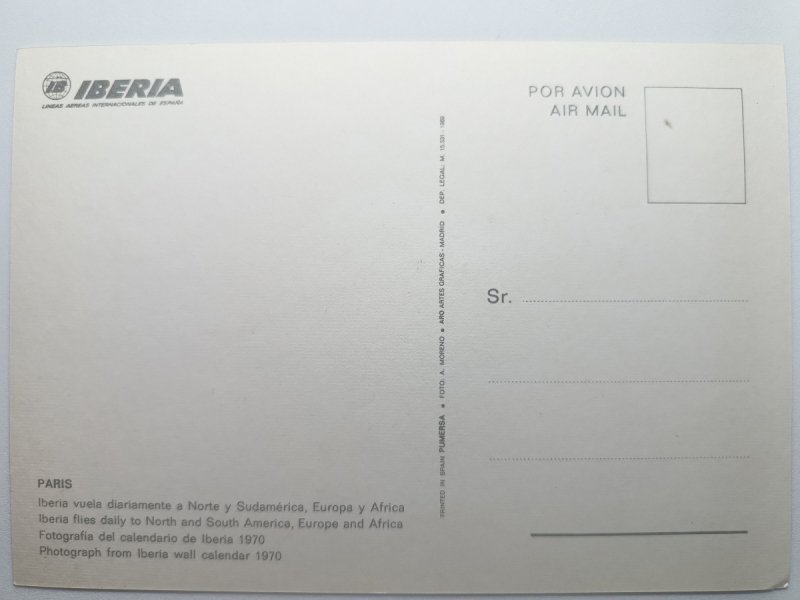 IB IBERIA
LINEAS AEREAS INTERNACIONALES DE ESPAÑA
POR AVION
AIR MAIL
PRINTED IN SPAIN PUMERSA • FOTO: A. MORENO • ARO ARTES GRAFICAS - MADRID • DEP. LEGAL: M. 15.531 - 1969
Sr.
PARIS
Iberia vuela diariamente a Norte y Sudamérica, Europa y Africa
Iberia flies daily to North and South America, Europe and Africa
Fotografía del calendario de Iberia 1970
Photograph from Iberia wall calendar 1970